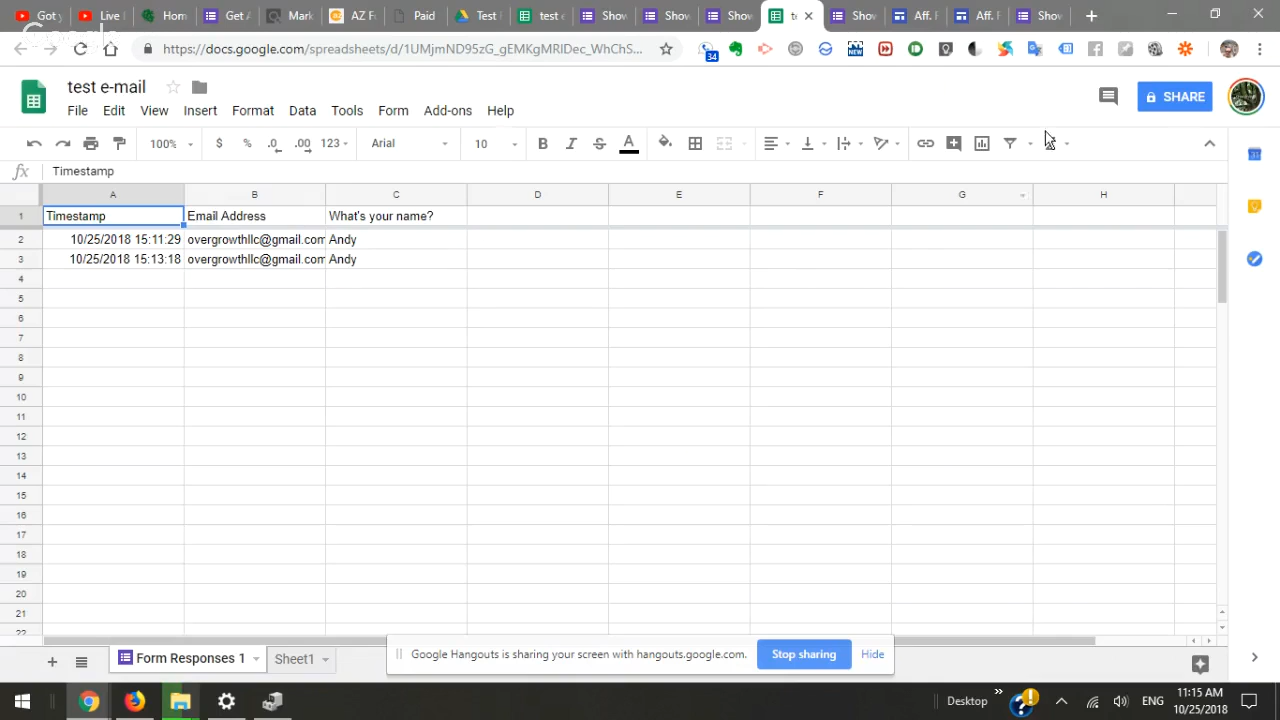 Got y
Live
Hom
Get A
Mark
AZ Fo
Paid
Test E
test e
Show
Show
Show
te
Show
Aff. F
Aff. F
Show
Google
https://docs.google.com/spreadsheets/d/1UMjmND95zG_gEMKgMRIDec_WhChS...
34
NEW
test e-mail
File Edit View Insert Format Data Tools Form Add-ons Help
SHARE
100% $ % .0 .00 123 Arial 10 B I S A
fx Timestamp
A B C D E F G H
1 Timestamp Email Address What's your name?
2 10/25/2018 15:11:29 overgrowthllc@gmail.com Andy
3 10/25/2018 15:13:18 overgrowthllc@gmail.com Andy
4
5
6
7
8
9
10
11
12
13
14
15
16
17
18
19
20
21
22
Google Hangouts is sharing your screen with hangouts.google.com. Stop sharing Hide
Form Responses 1 Sheet1
Desktop ENG 11:15 AM
10/25/2018